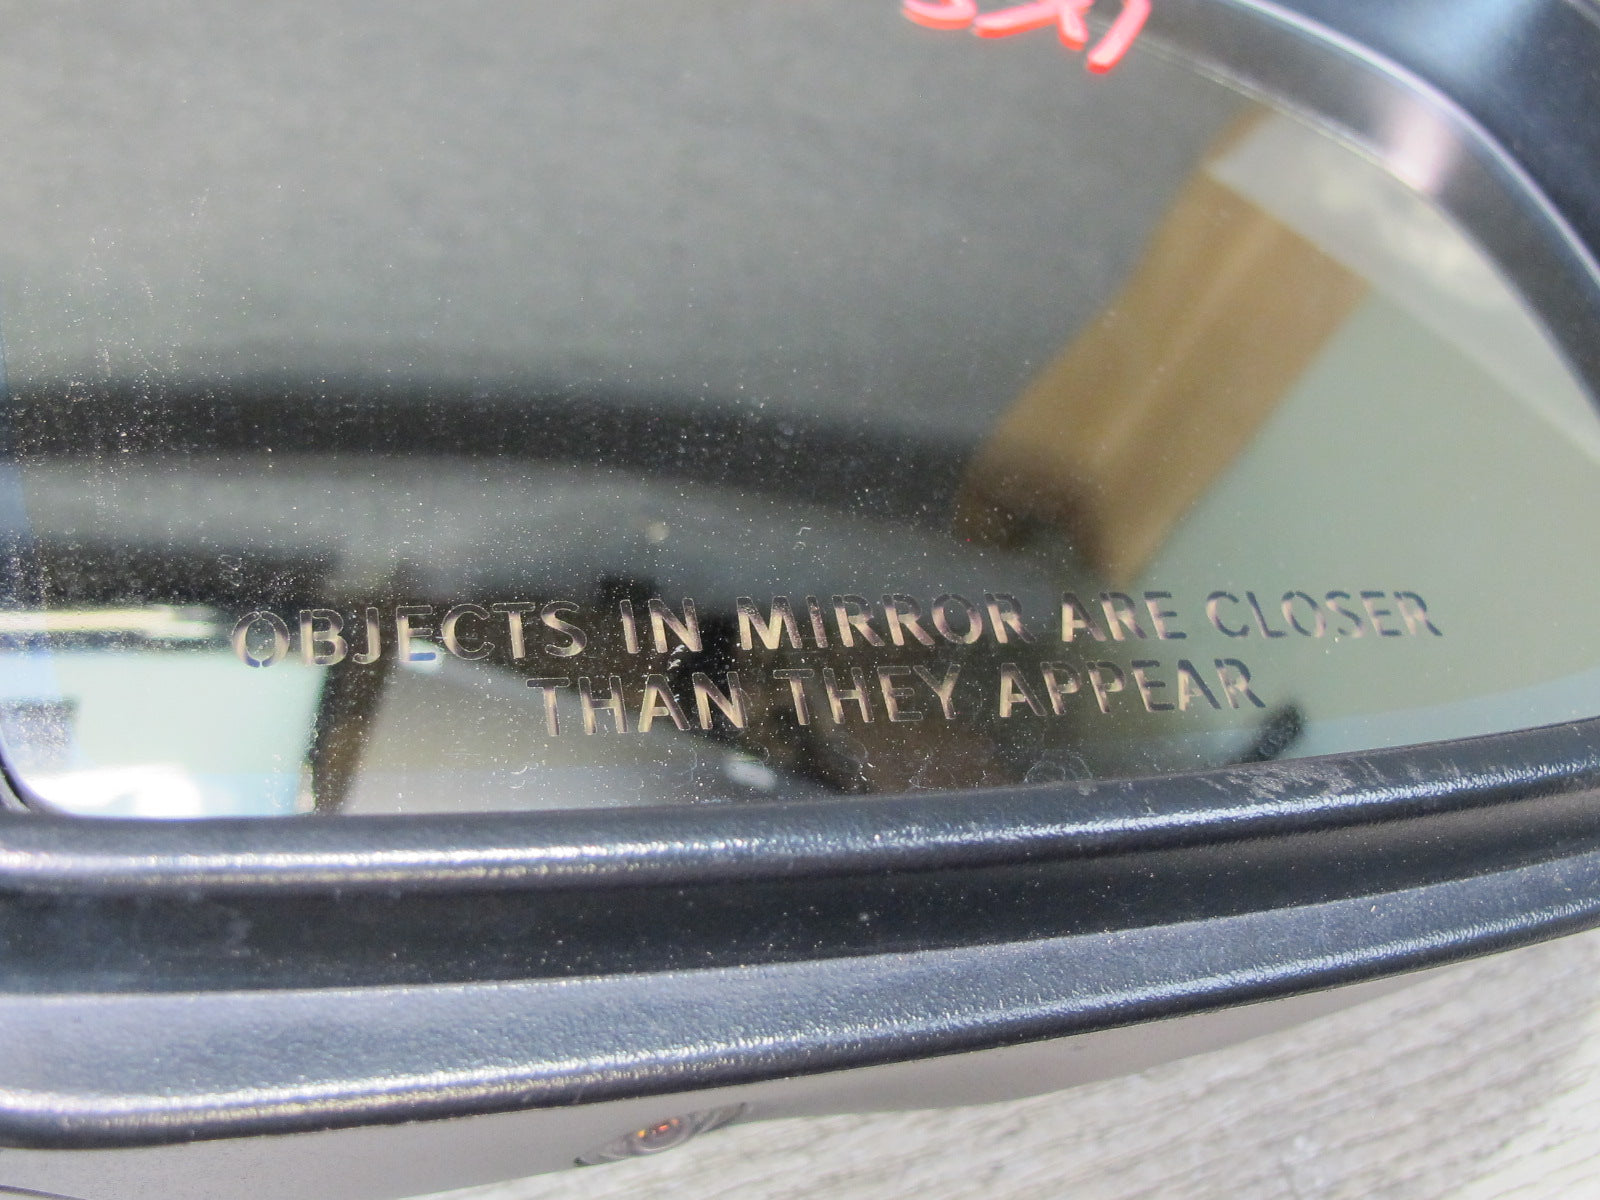 OBJECTS IN MIRROR ARE CLOSER
THAN THEY APPEAR